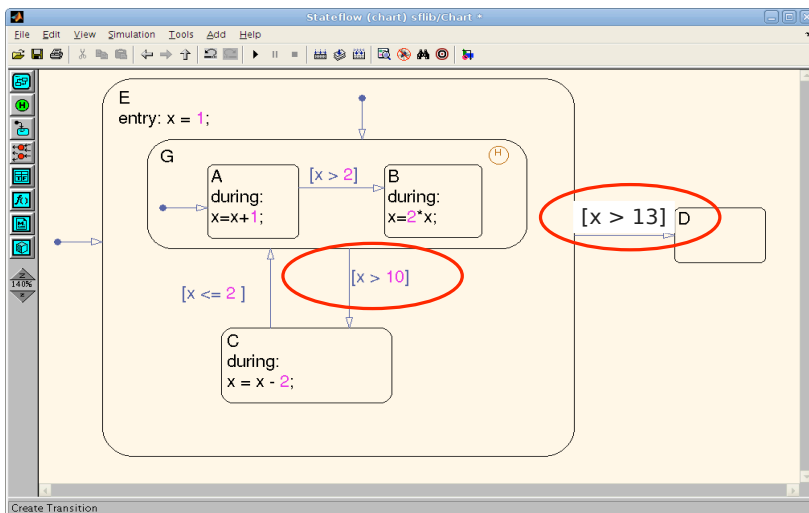 Stateflow (chart) sflib/Chart *
File Edit View Simulation Tools Add Help
E
entry: x = 1;
G
H
A
during:
x=x+1;
[x > 2]
B
during:
x=2*x;
[x > 13]
D
[x <= 2 ]
[x > 10]
C
during:
x = x - 2;
H
f()
140%
Create Transition